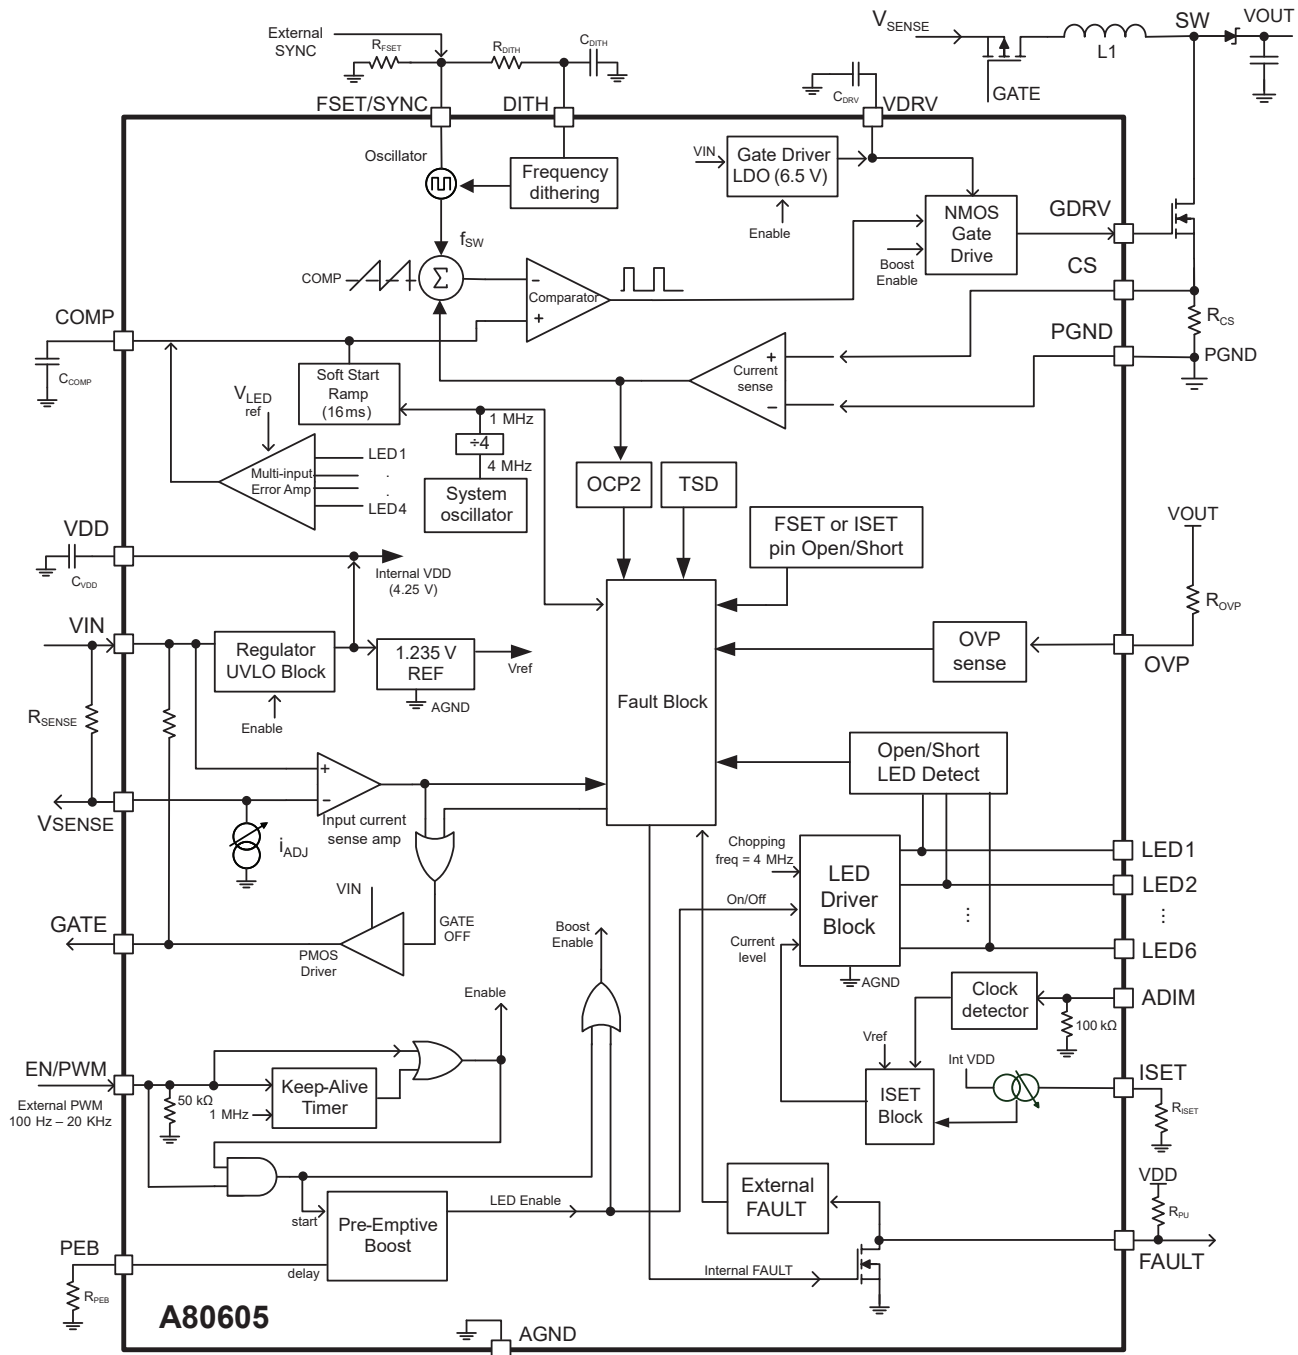 External
SYNC
RFSET
RDITH
CDITH
VSENSE
SW
VOUT
L1
GATE
FSET/SYNC
DITH
CDRV
VDRV
Oscillator
Frequency
dithering
VIN
Gate Driver
LDO (6.5 V)
Enable
NMOS
Gate
Drive
Boost
Enable
GDRV
fSW
COMP
Σ
Comparator
−
+
CS
RCS
PGND
PGND
COMP
CCOMP
Soft Start
Ramp
(16 ms)
+
Current
sense
−
VLED
ref
1 MHz
÷4
4 MHz
Multi-input
Error Amp
LED1
.
.
LED4
System
oscillator
OCP2
TSD
FSET or ISET
pin Open/Short
VOUT
ROVP
VDD
CVDD
Internal VDD
(4.25 V)
VIN
Regulator
UVLO Block
Enable
1.235 V
REF
Vref
AGND
Fault Block
OVP
sense
OVP
RSENSE
+
−
Input current
sense amp
VSENSE
iADJ
Open/Short
LED Detect
Chopping
freq = 4 MHz
LED
Driver
Block
On/Off
Current
level
AGND
LED1
LED2
⋮
⋮
LED6
VIN
GATE
PMOS
Driver
GATE
OFF
Boost
Enable
Enable
Clock
detector
ADIM
100 kΩ
Vref
Int VDD
ISET
Block
ISET
RISET
EN/PWM
External PWM
100 Hz – 20 KHz
50 kΩ
1 MHz
Keep-Alive
Timer
start
Pre-Emptive
Boost
delay
LED Enable
External
FAULT
VDD
RPU
FAULT
Internal FAULT
PEB
RPEB
A80605
AGND